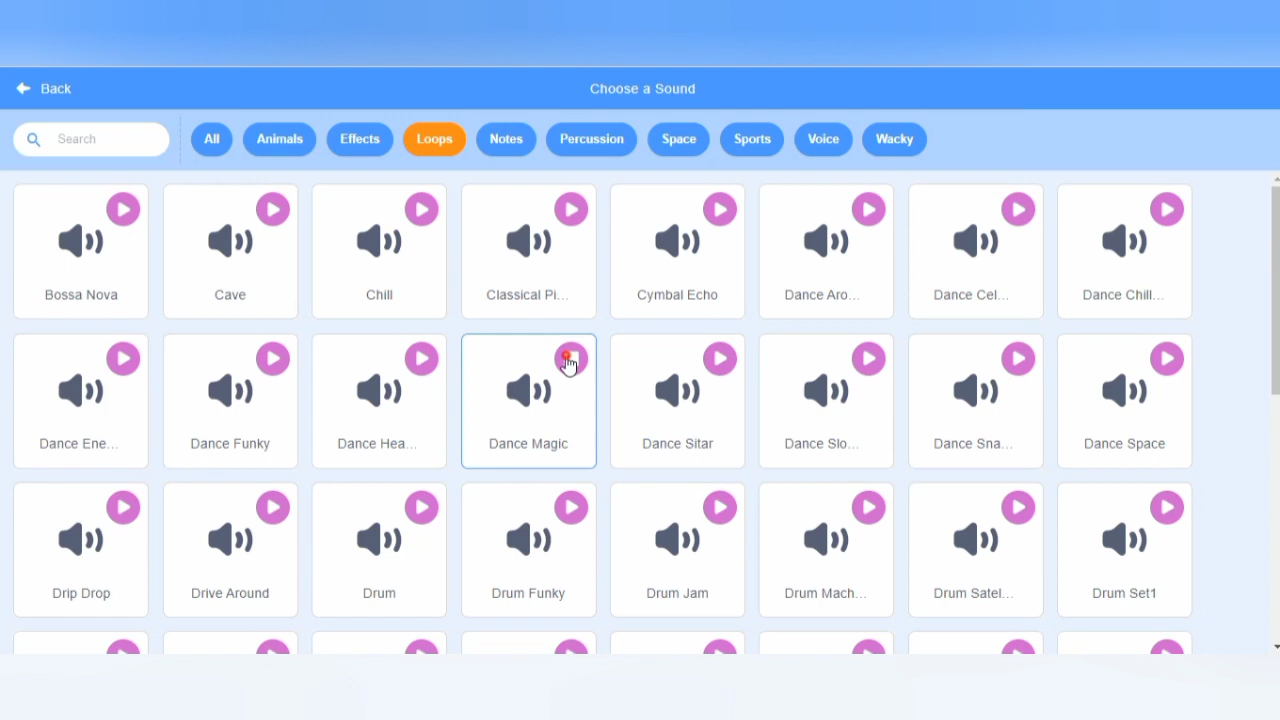 Back
Choose a Sound
Search
All
Animals
Effects
Loops
Notes
Percussion
Space
Sports
Voice
Wacky
Bossa Nova
Cave
Chill
Classical Pi...
Cymbal Echo
Dance Aro...
Dance Cel...
Dance Chill...
Dance Ene...
Dance Funky
Dance Hea...
Dance Magic
Dance Sitar
Dance Slo...
Dance Sna...
Dance Space
Drip Drop
Drive Around
Drum
Drum Funky
Drum Jam
Drum Mach...
Drum Satel...
Drum Set1